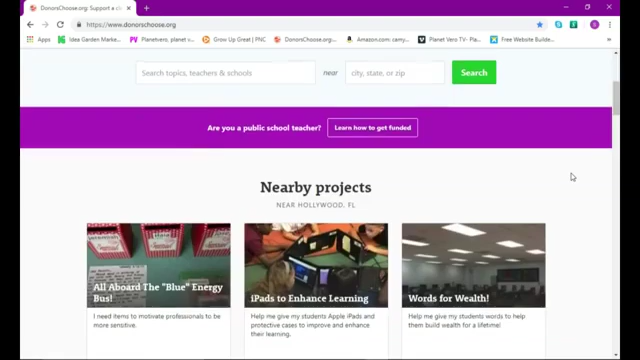 DonorsChoose.org: Support a cl
https://www.donorschoose.org
Apps
Idea Garden Marke
Planetvero, planet v
Grow Up Great | PNC
DonorsChoose.org:
Amazon.com: camy
Planet Vero TV- Pla
Free Website Builde
Search topics, teachers & schools
near
city, state, or zip
Search
Are you a public school teacher?
Learn how to get funded
Nearby projects
NEAR HOLLYWOOD, FL
All Aboard The "Blue" Energy
Bus!
I need items to motivate professionals to be
more sensitive.
iPads to Enhance Learning
Help me give my students Apple iPads and
protective cases to improve and enhance
their learning.
Words for Wealth!
Help me give my students words to help
them build wealth for a lifetime!